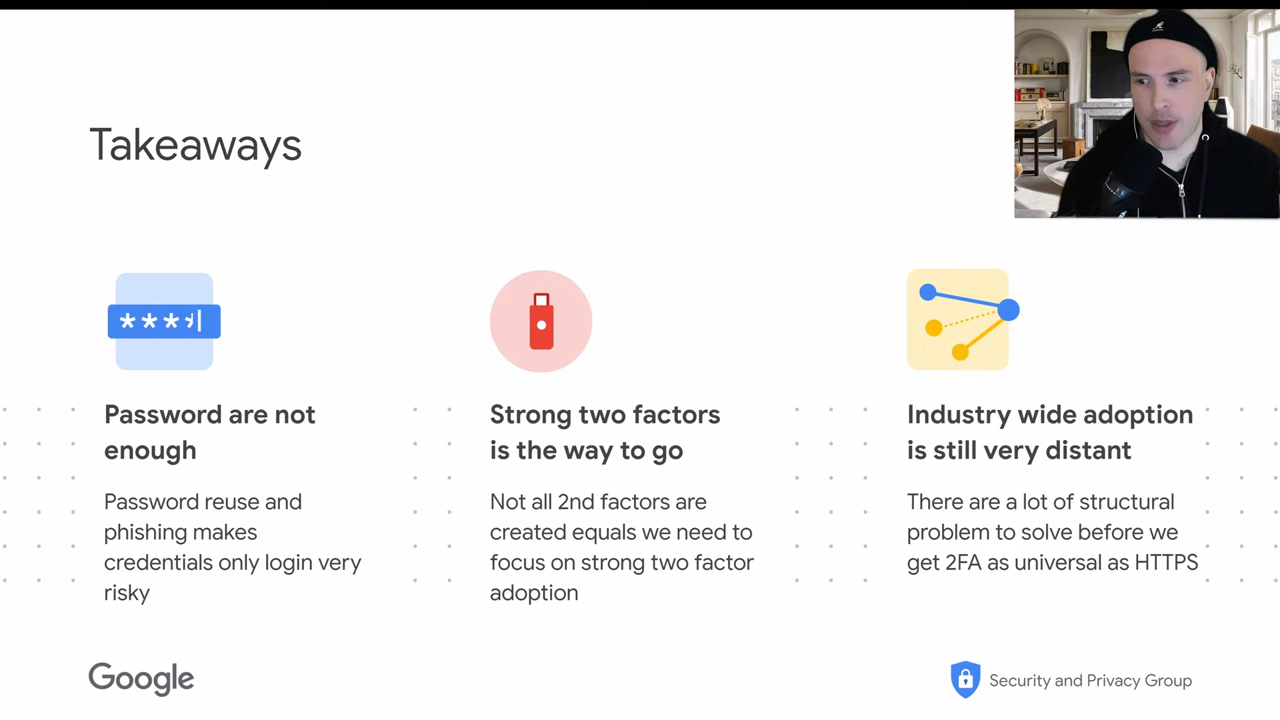 Takeaways
***
Password are not
enough
Password reuse and
phishing makes
credentials only login very
risky
Strong two factors
is the way to go
Not all 2nd factors are
created equals we need to
focus on strong two factor
adoption
Industry wide adoption
is still very distant
There are a lot of structural
problem to solve before we
get 2FA as universal as HTTPS
Google
Security and Privacy Group